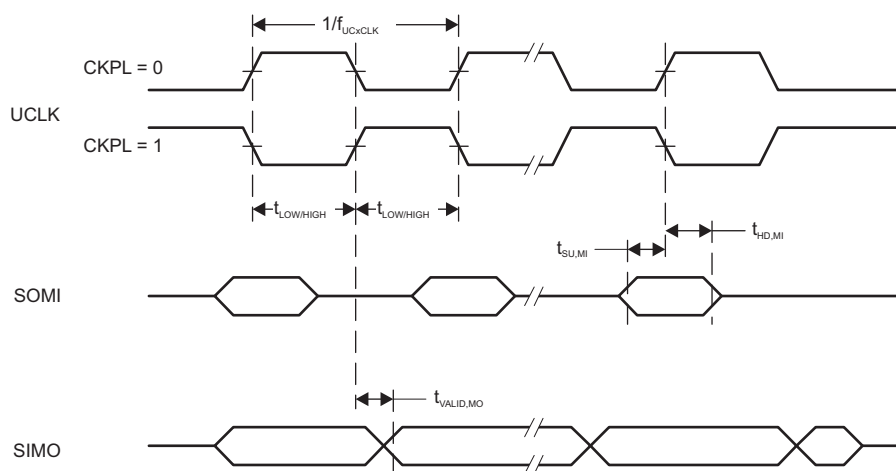 1/fUCxCLK
CKPL = 0
UCLK
CKPL = 1
tLOW/HIGH tLOW/HIGH
tSU,MI
tHD,MI
SOMI
tVALID,MO
SIMO